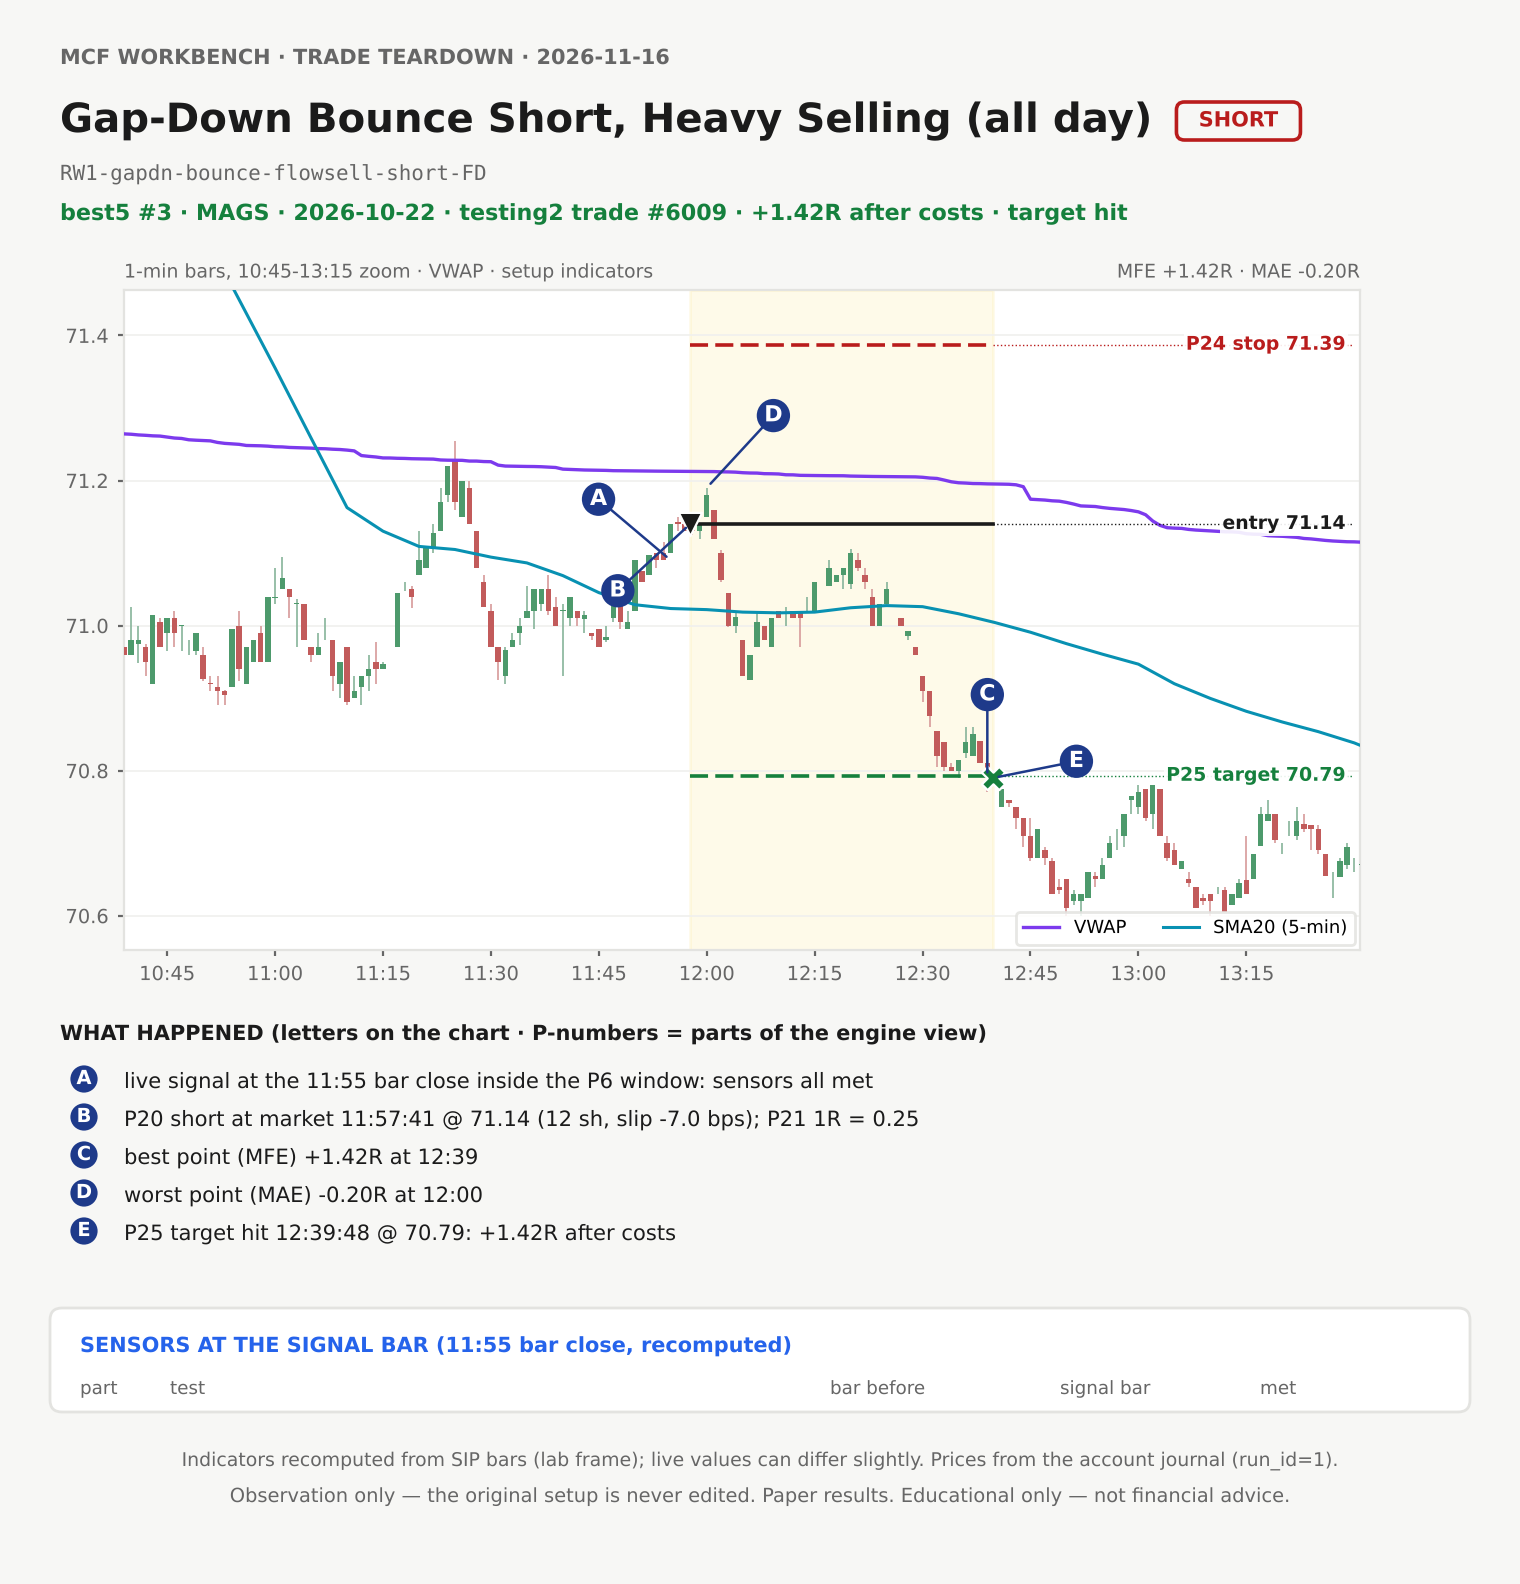 MCF WORKBENCH · TRADE TEARDOWN · 2026-11-16
Gap-Down Bounce Short, Heavy Selling (all day) SHORT
RW1-gapdn-bounce-flowsell-short-FD
best5 #3 · MAGS · 2026-10-22 · testing2 trade #6009 · +1.42R after costs · target hit
1-min bars, 10:45-13:15 zoom · VWAP · setup indicators MFE +1.42R · MAE -0.20R
71.4
71.2
71.0
70.8
70.6
P24 stop 71.39
D
A
entry 71.14
B
C
E
P25 target 70.79
VWAP SMA20 (5-min)
10:45 11:00 11:15 11:30 11:45 12:00 12:15 12:30 12:45 13:00 13:15
WHAT HAPPENED (letters on the chart · P-numbers = parts of the engine view)
A live signal at the 11:55 bar close inside the P6 window: sensors all met
B P20 short at market 11:57:41 @ 71.14 (12 sh, slip -7.0 bps); P21 1R = 0.25
C best point (MFE) +1.42R at 12:39
D worst point (MAE) -0.20R at 12:00
E P25 target hit 12:39:48 @ 70.79: +1.42R after costs
SENSORS AT THE SIGNAL BAR (11:55 bar close, recomputed)
part test bar before signal bar met
Indicators recomputed from SIP bars (lab frame); live values can differ slightly. Prices from the account journal (run_id=1).
Observation only — the original setup is never edited. Paper results. Educational only — not financial advice.